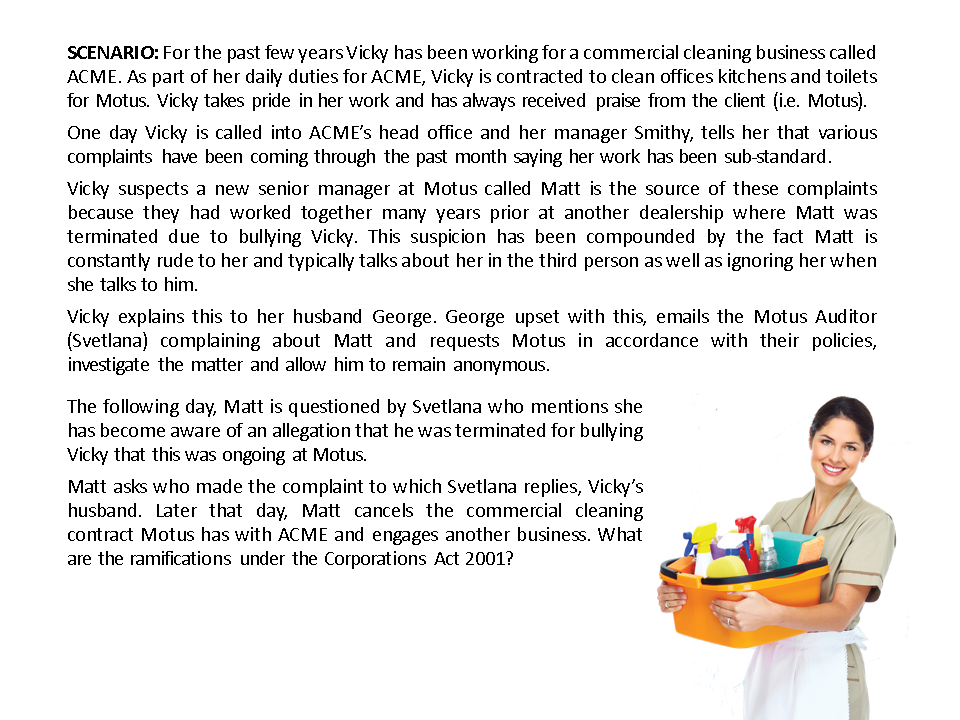 SCENARIO: For the past few years Vicky has been working for a commercial cleaning business called
ACME. As part of her daily duties for ACME, Vicky is contracted to clean offices kitchens and toilets
for Motus. Vicky takes pride in her work and has always received praise from the client (i.e. Motus).
One day Vicky is called into ACME's head office and her manager Smithy, tells her that various
complaints have been coming through the past month saying her work has been sub-standard.
Vicky suspects a new senior manager at Motus called Matt is the source of these complaints
because they had worked together many years prior at another dealership where Matt was
terminated due to bullying Vicky. This suspicion has been compounded by the fact Matt is
constantly rude to her and typically talks about her in the third person as well as ignoring her when
she talks to him.
Vicky explains this to her husband George. George upset with this, emails the Motus Auditor
(Svetlana) complaining about Matt and requests Motus in accordance with their policies,
investigate the matter and allow him to remain anonymous.
The following day, Matt is questioned by Svetlana who mentions she
has become aware of an allegation that he was terminated for bullying
Vicky that this was ongoing at Motus.
Matt asks who made the complaint to which Svetlana replies, Vicky's
husband. Later that day, Matt cancels the commercial cleaning
contract Motus has with ACME and engages another business. What
are the ramifications under the Corporations Act 2001?